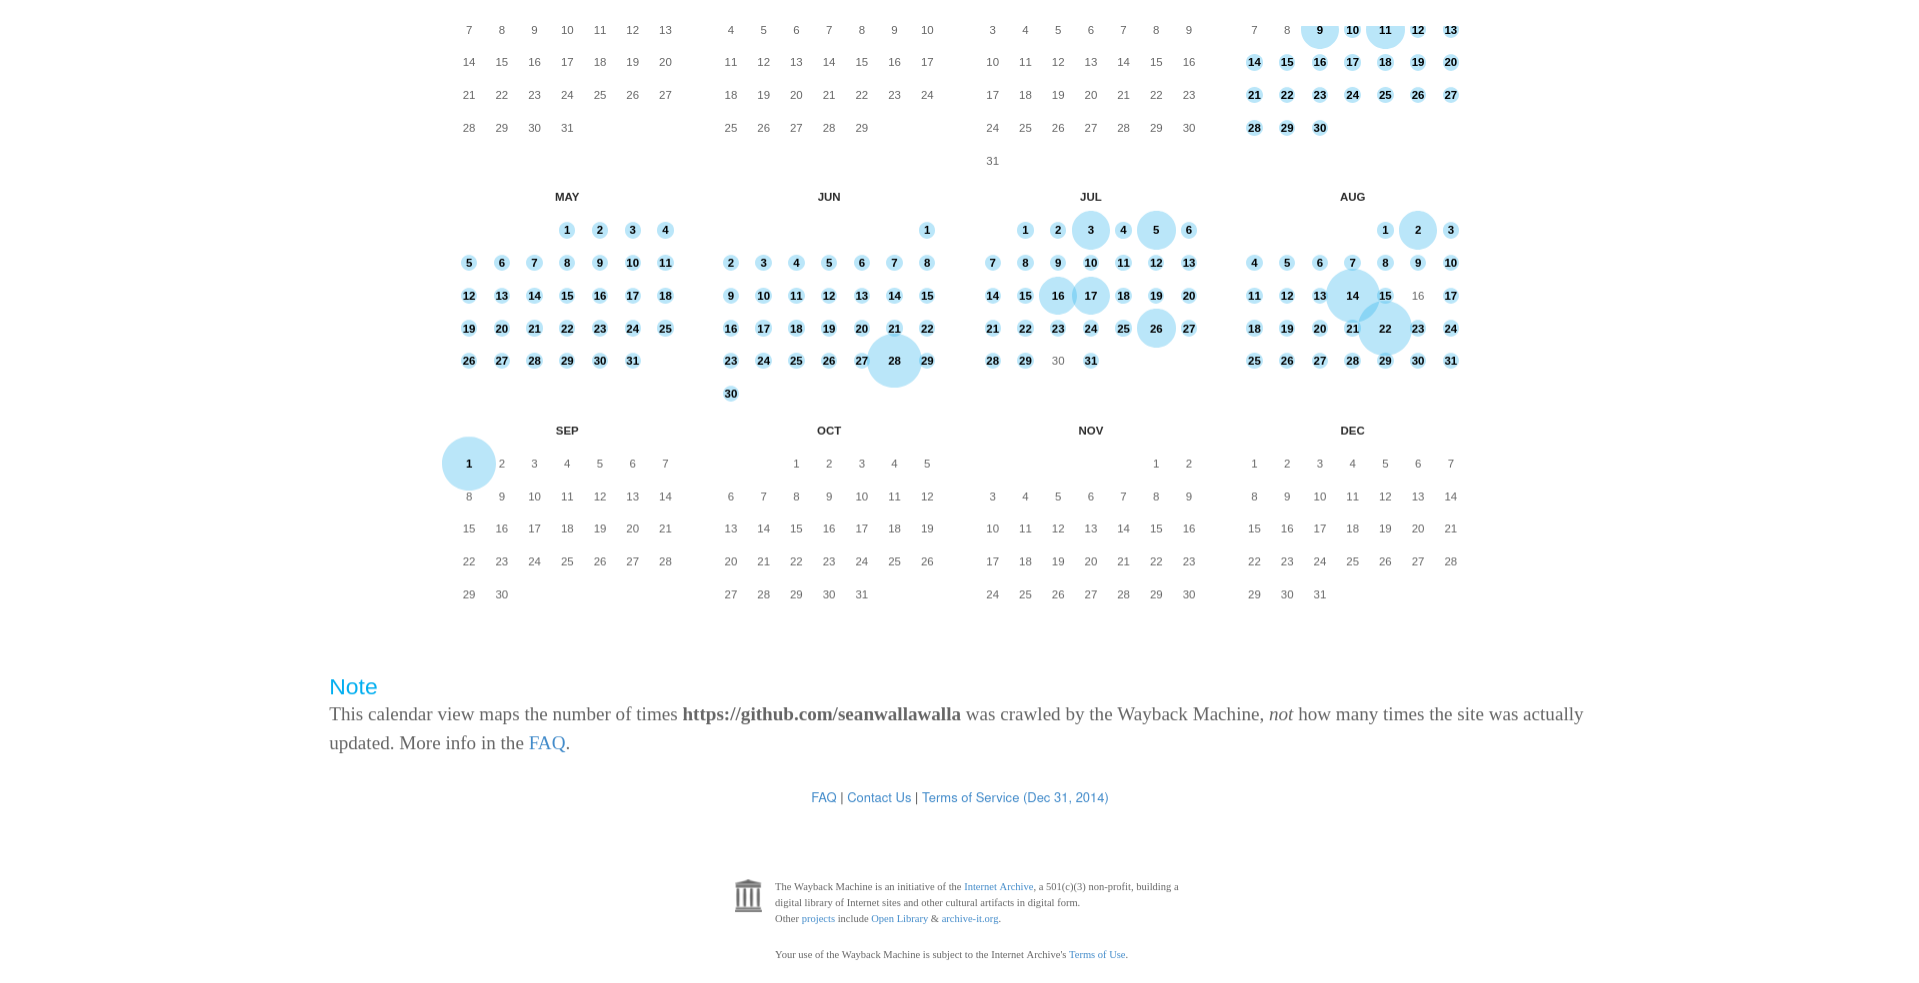 7 8 9 10 11 12 13 4 5 6 7 8 9 10 3 4 5 6 7 8 9 7 8 9 10 11 12 13
14 15 16 17 18 19 20 11 12 13 14 15 16 17 10 11 12 13 14 15 16 14 15 16 17 18 19 20
21 22 23 24 25 26 27 18 19 20 21 22 23 24 17 18 19 20 21 22 23 21 22 23 24 25 26 27
28 29 30 31 25 26 27 28 29 24 25 26 27 28 29 30 28 29 30
31
MAY JUN JUL AUG
1 2 3 4 1 1 2 3 4 5 6 1 2 3
5 6 7 8 9 10 11 2 3 4 5 6 7 8 7 8 9 10 11 12 13 4 5 6 7 8 9 10
12 13 14 15 16 17 18 9 10 11 12 13 14 15 14 15 16 17 18 19 20 11 12 13 14 15 16 17
19 20 21 22 23 24 25 16 17 18 19 20 21 22 21 22 23 24 25 26 27 18 19 20 21 22 23 24
26 27 28 29 30 31 23 24 25 26 27 28 29 28 29 30 31 25 26 27 28 29 30 31
30
SEP OCT NOV DEC
1 2 3 4 5 6 7 1 2 3 4 5 1 2 1 2 3 4 5 6 7
8 9 10 11 12 13 14 6 7 8 9 10 11 12 3 4 5 6 7 8 9 8 9 10 11 12 13 14
15 16 17 18 19 20 21 13 14 15 16 17 18 19 10 11 12 13 14 15 16 15 16 17 18 19 20 21
22 23 24 25 26 27 28 20 21 22 23 24 25 26 17 18 19 20 21 22 23 22 23 24 25 26 27 28
29 30 27 28 29 30 31 24 25 26 27 28 29 30 29 30 31
Note
This calendar view maps the number of times https://github.com/seanwallawalla was crawled by the Wayback Machine, not how many times the site was actually
updated. More info in the FAQ.
FAQ | Contact Us | Terms of Service (Dec 31, 2014)
The Wayback Machine is an initiative of the Internet Archive, a 501(c)(3) non-profit, building a
digital library of Internet sites and other cultural artifacts in digital form.
Other projects include Open Library & archive-it.org.
Your use of the Wayback Machine is subject to the Internet Archive's Terms of Use.